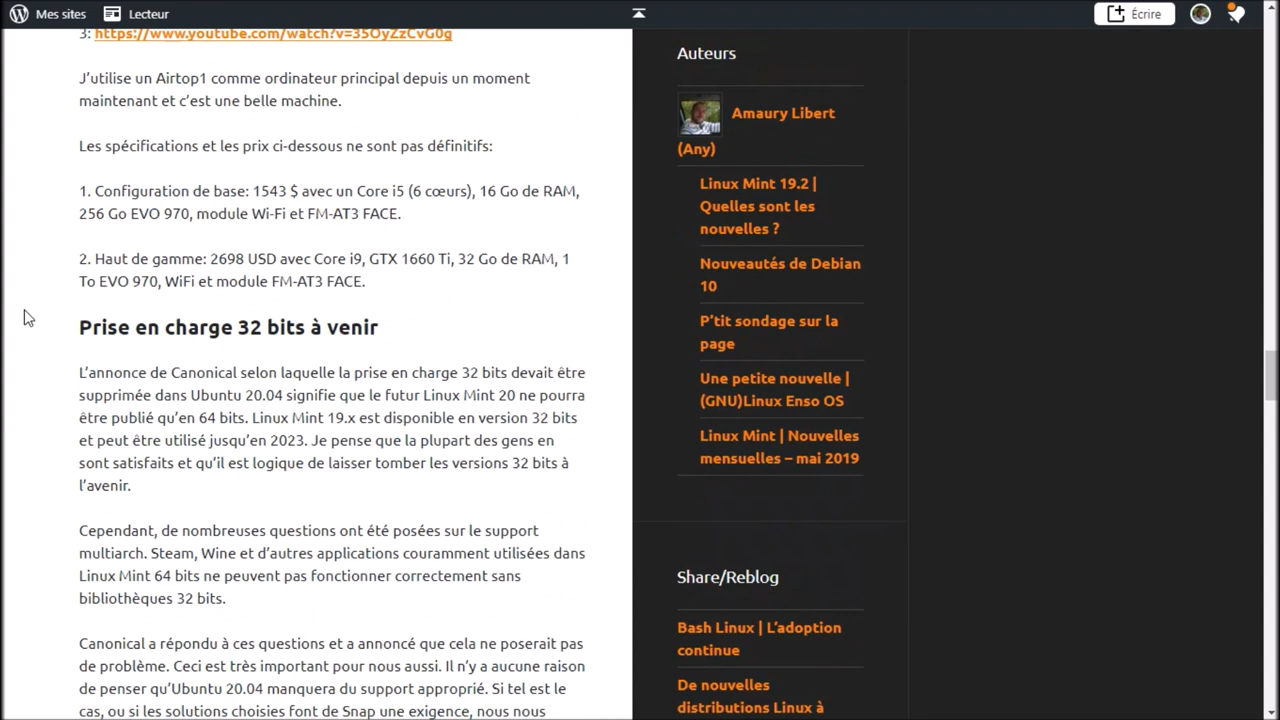 Mes sites
Lecteur
Écrire
3: https://www.youtube.com/watch?v=35OyZzCvG0g
J’utilise un Airtop1 comme ordinateur principal depuis un moment
maintenant et c’est une belle machine.
Les spécifications et les prix ci-dessous ne sont pas définitifs:
1. Configuration de base: 1543 $ avec un Core i5 (6 cœurs), 16 Go de RAM,
256 Go EVO 970, module Wi-Fi et FM-AT3 FACE.
2. Haut de gamme: 2698 USD avec Core i9, GTX 1660 Ti, 32 Go de RAM, 1
To EVO 970, WiFi et module FM-AT3 FACE.
Prise en charge 32 bits à venir
L’annonce de Canonical selon laquelle la prise en charge 32 bits devait être
supprimée dans Ubuntu 20.04 signifie que le futur Linux Mint 20 ne pourra
être publié qu’en 64 bits. Linux Mint 19.x est disponible en version 32 bits
et peut être utilisé jusqu’en 2023. Je pense que la plupart des gens en
sont satisfaits et qu’il est logique de laisser tomber les versions 32 bits à
l’avenir.
Cependant, de nombreuses questions ont été posées sur le support
multiarch. Steam, Wine et d’autres applications couramment utilisées dans
Linux Mint 64 bits ne peuvent pas fonctionner correctement sans
bibliothèques 32 bits.
Canonical a répondu à ces questions et a annoncé que cela ne poserait pas
de problème. Ceci est très important pour nous aussi. Il n’y a aucune raison
de penser qu’Ubuntu 20.04 manquera du support approprié. Si tel est le
cas, ou si les solutions choisies font de Snap une exigence, nous nous
Auteurs
Amaury Libert
(Any)
Linux Mint 19.2 |
Quelles sont les
nouvelles ?
Nouveautés de Debian
10
P’tit sondage sur la
page
Une petite nouvelle |
(GNU)Linux Enso OS
Linux Mint | Nouvelles
mensuelles – mai 2019
Share/Reblog
Bash Linux | L’adoption
continue
De nouvelles
distributions Linux à